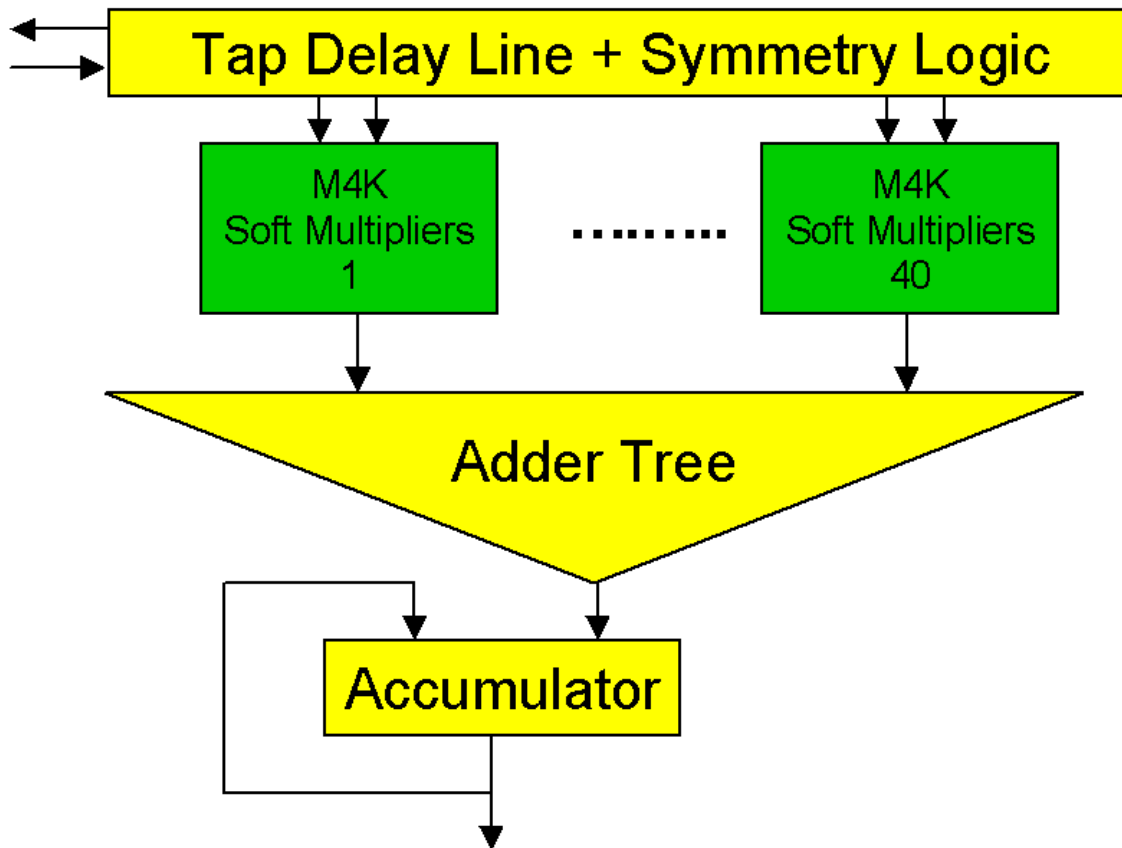 Tap Delay Line + Symmetry Logic
M4K
Soft Multipliers
1
.........
M4K
Soft Multipliers
40
Adder Tree
Accumulator